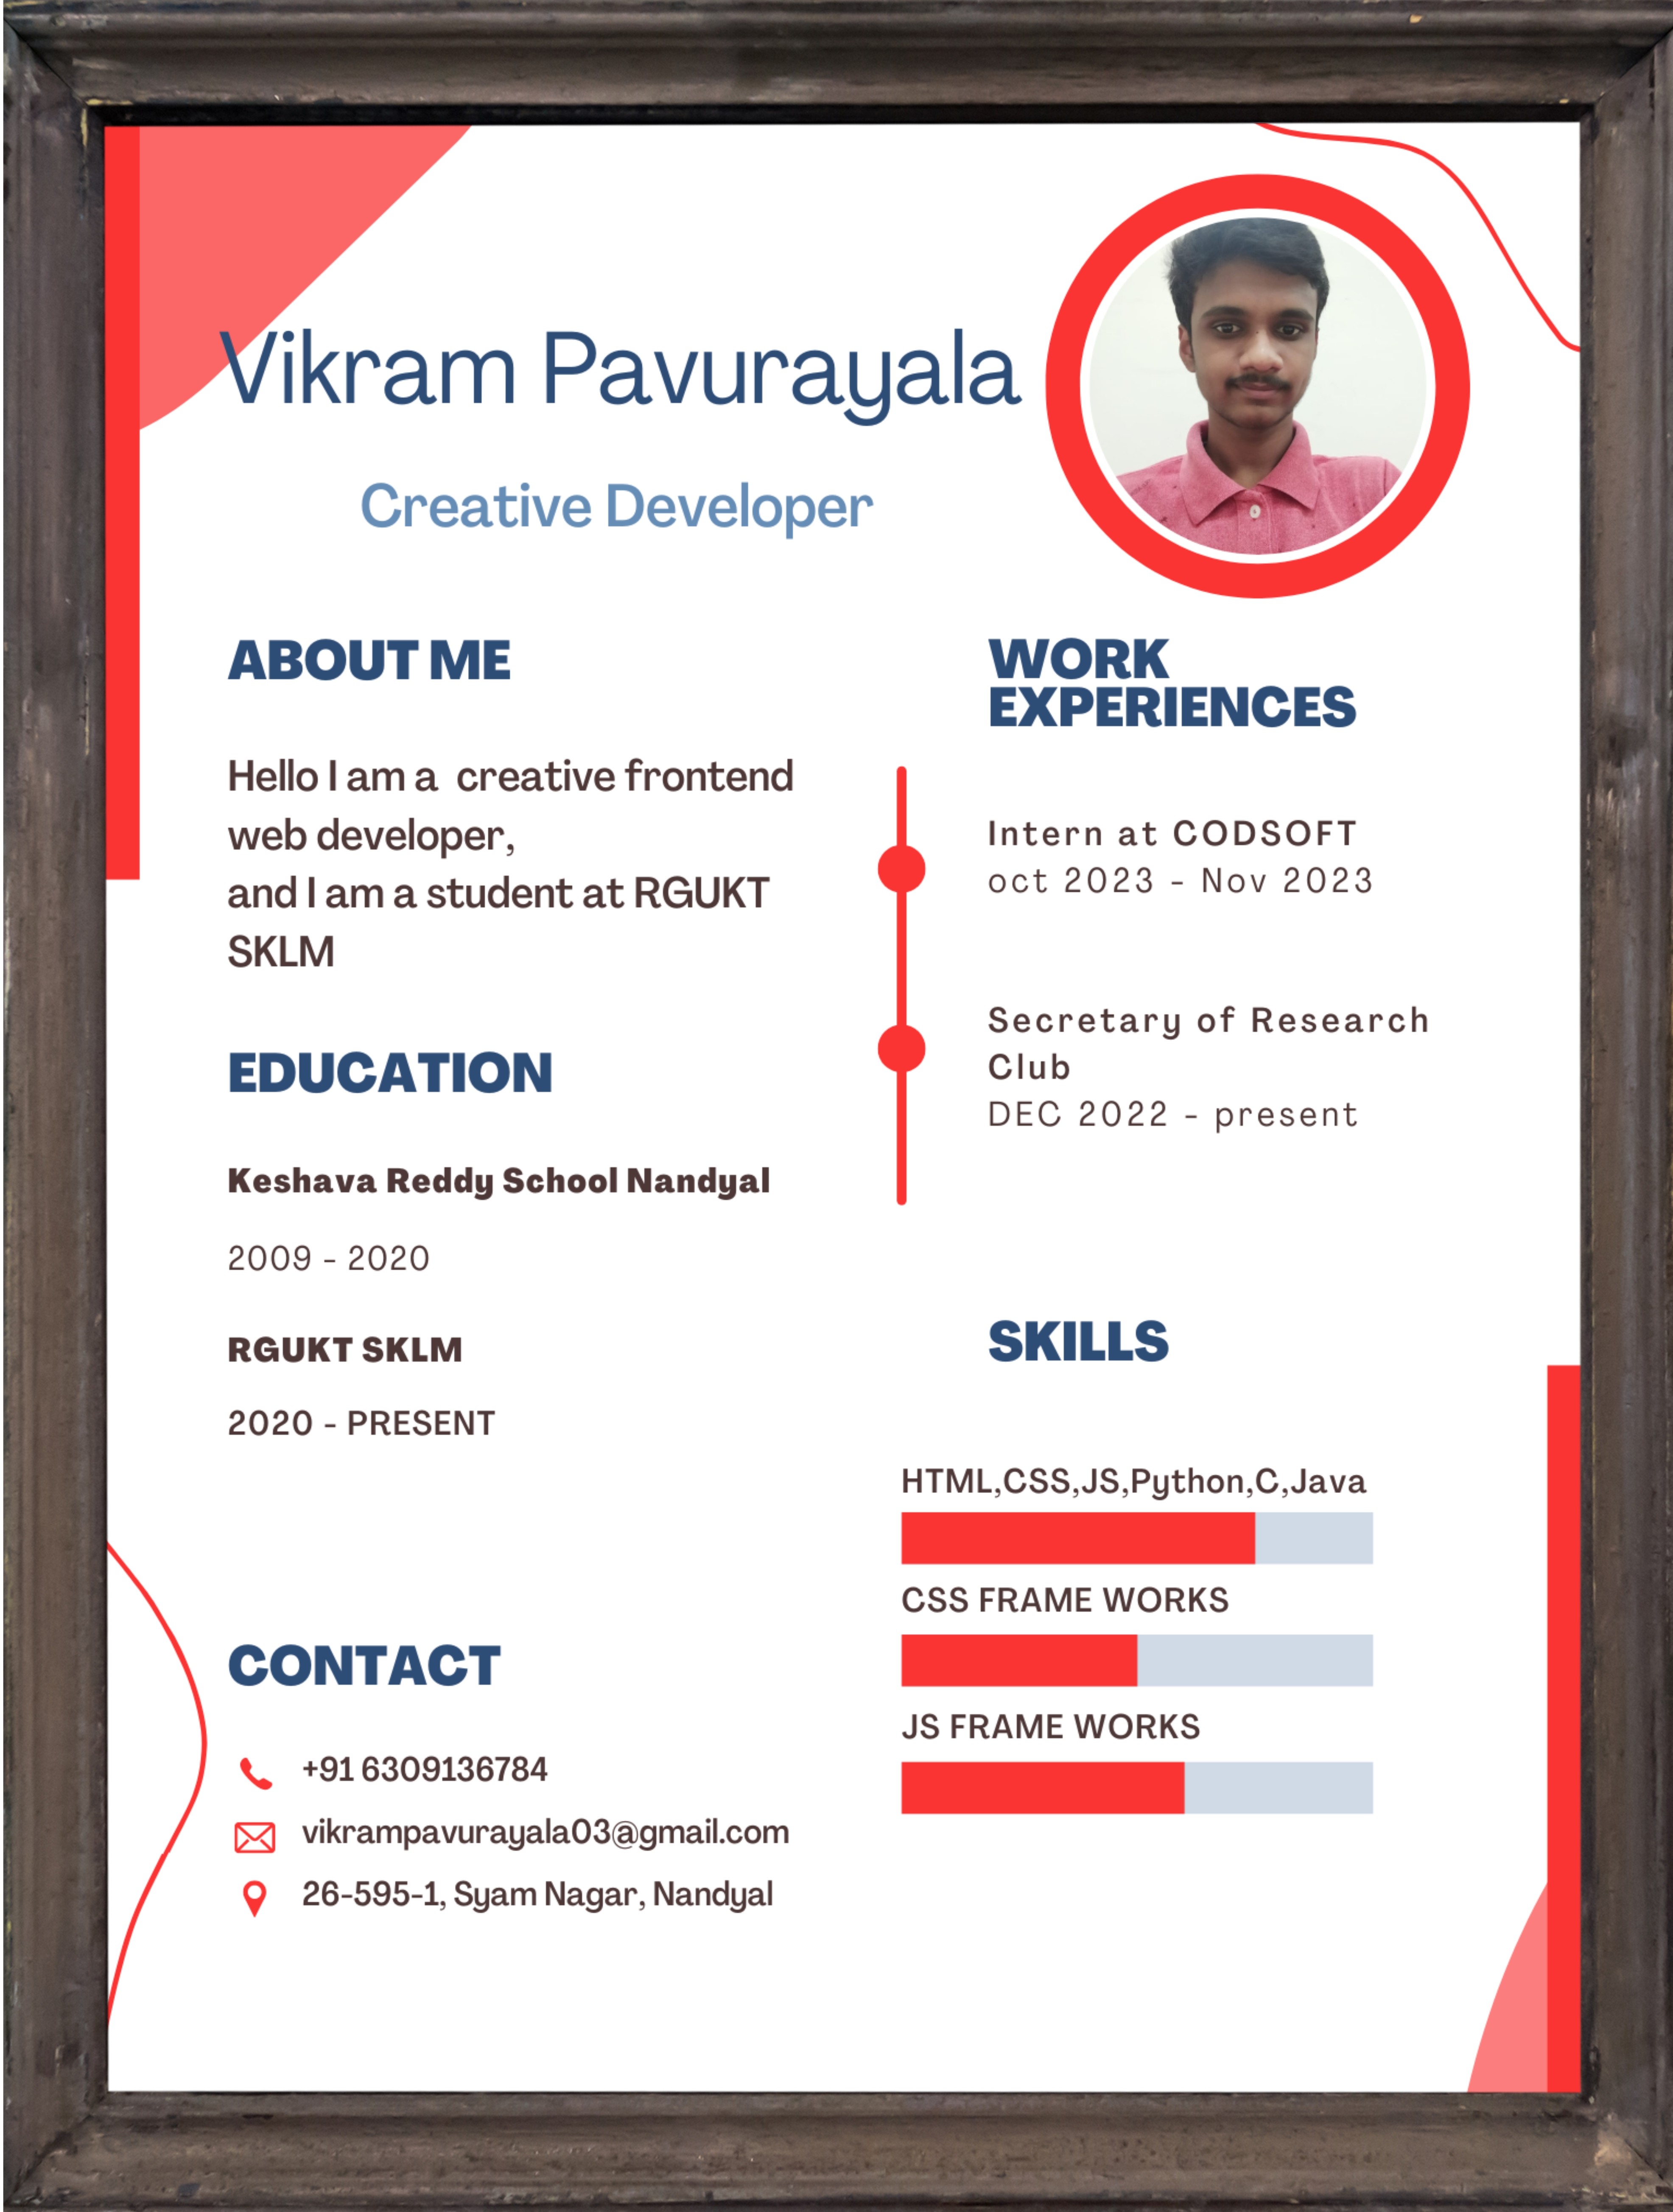 Vikram Pavurayala
Creative Developer
ABOUT ME
Hello I am a  creative frontend
web developer,
and I am a student at RGUKT
SKLM
EDUCATION
Keshava Reddy School Nandyal
2009 - 2020
RGUKT SKLM
2020 - PRESENT
CONTACT
+91 6309136784
vikrampavurayala03@gmail.com
26-595-1, Syam Nagar, Nandyal
WORK
EXPERIENCES
Intern at CODSOFT
oct 2023 - Nov 2023
Secretary of Research
Club
DEC 2022 - present
SKILLS
HTML,CSS,JS,Python,C,Java
CSS FRAME WORKS
JS FRAME WORKS